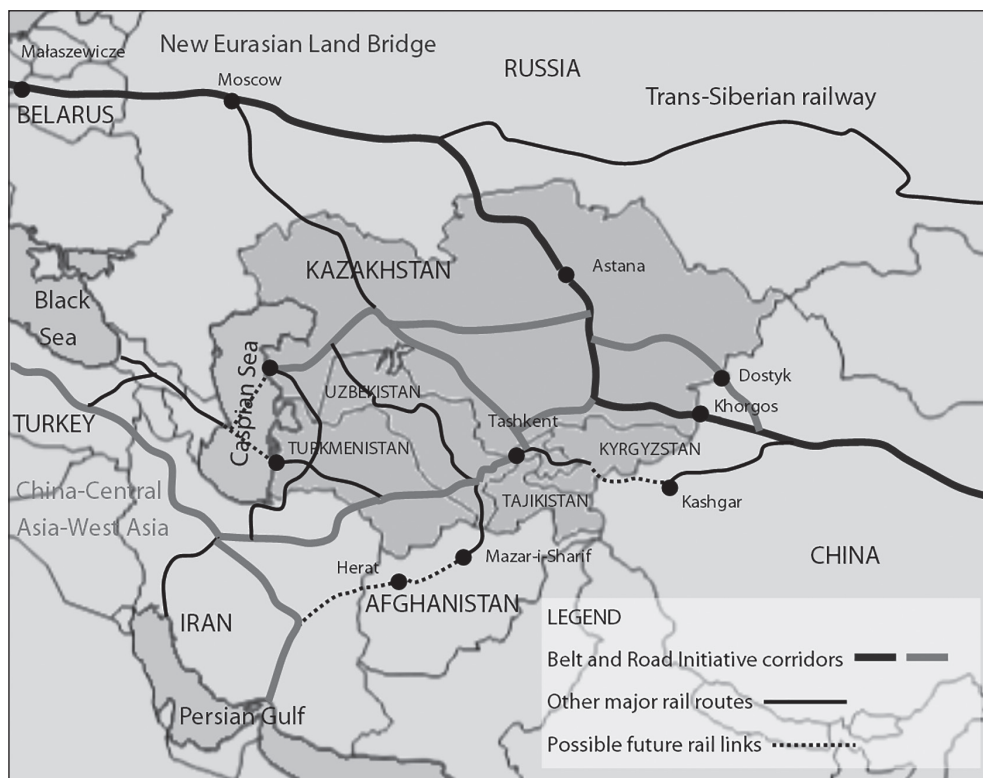 New Eurasian Land Bridge
Małaszewicze
RUSSIA
Moscow
Trans-Siberian railway
BELARUS
KAZAKHSTAN
Astana
Black
Sea
Caspian Sea
Dostyk
UZBEKISTAN
Khorgos
TURKEY
Tashkent
TURKMENISTAN
KYRGYZSTAN
China-Central
Asia-West Asia
TAJIKISTAN
Kashgar
Herat
Mazar-i-Sharif
CHINA
AFGHANISTAN
IRAN
Persian Gulf
LEGEND
Belt and Road Initiative corridors
Other major rail routes
Possible future rail links